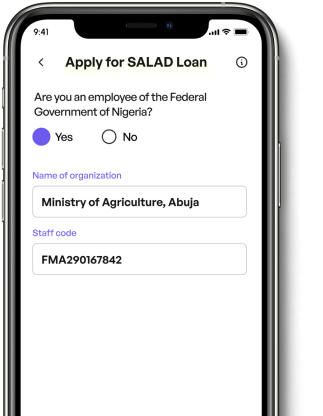 9:41
Apply for SALAD Loan
Are you an employee of the Federal
Government of Nigeria?
Yes No
Name of organization
Ministry of Agriculture, Abuja
Staff code
FMA290167842